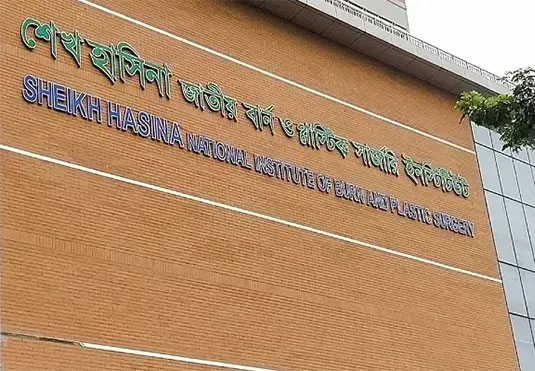 শেখ হাসিনা জাতীয় বার্ন ও প্লাস্টিক সার্জারি ইনস্টিটিউট
SHEIKH HASINA NATIONAL INSTITUTE OF BURN AND PLASTIC SURGERY